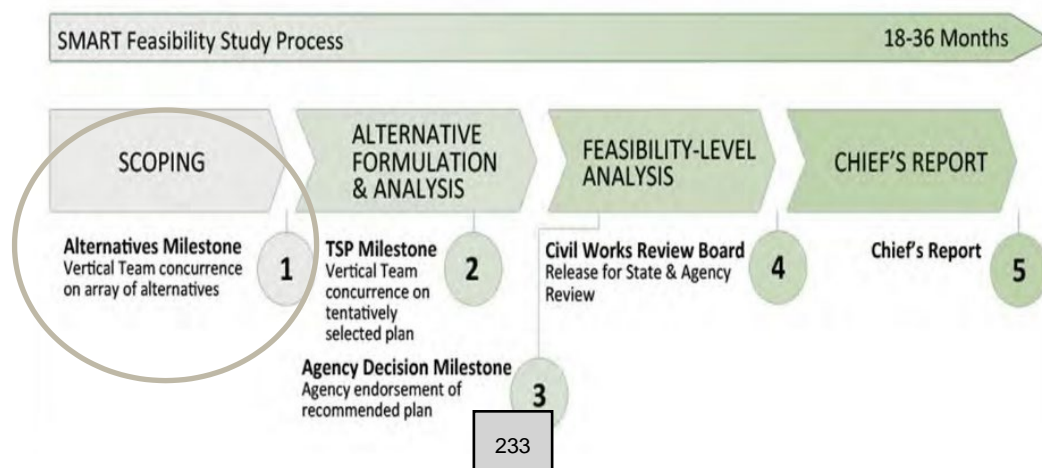 SMART Feasibility Study Process
18-36 Months
SCOPING
ALTERNATIVE
FORMULATION
& ANALYSIS
FEASIBILITY-LEVEL
ANALYSIS
CHIEF'S REPORT
Alternatives Milestone
Vertical Team concurrence
on array of alternatives
1
TSP Milestone
Vertical Team
concurrence on
tentatively
selected plan
2
Agency Decision Milestone
Agency endorsement of
recommended plan
3
Civil Works Review Board
Release for State & Agency
Review
4
Chief's Report
5
233